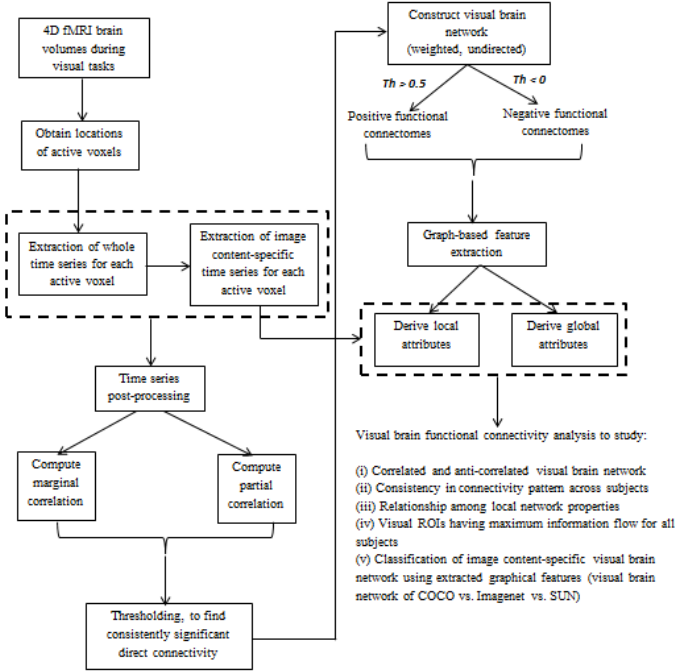 4D fMRI brain
volumes during
visual tasks
Obtain locations
of active voxels
Extraction of whole
time series for each
active voxel
Extraction of image
content-specific
time series for each
active voxel
Time series
post-processing
Compute
marginal
correlation
Compute
partial
correlation
Thresholding, to find
consistently significant
direct connectivity
Construct visual brain
network
(weighted, undirected)
Th > 0.5
Th < 0
Positive functional
connectomes
Negative functional
connectomes
Graph-based feature
extraction
Derive local
attributes
Derive global
attributes
Visual brain functional connectivity analysis to study:
(i) Correlated and anti-correlated visual brain network
(ii) Consistency in connectivity pattern across subjects
(iii) Relationship among local network properties
(iv) Visual ROIs having maximum information flow for all
subjects
(v) Classification of image content-specific visual brain
network using extracted graphical features (visual brain
network of COCO vs. Imagenet vs. SUN)